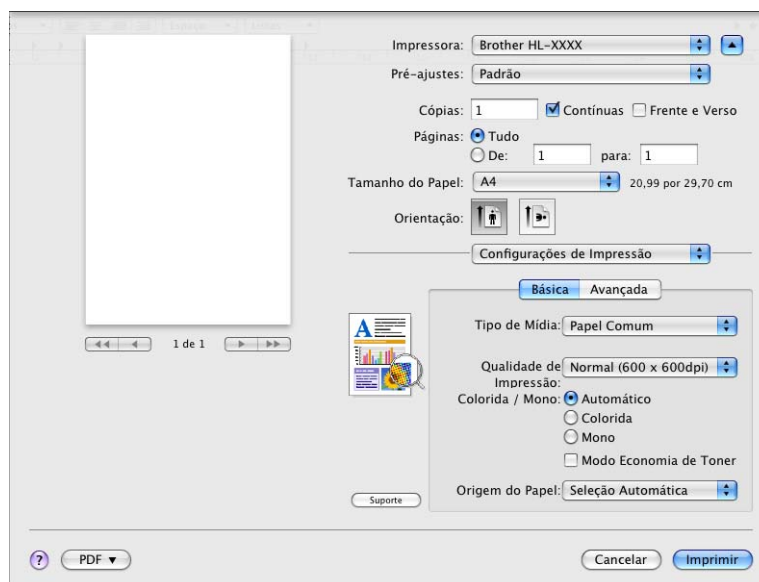 Impressora: Brother HL-XXXX
Pré-ajustes: Padrão
Cópias: 1 Contínuas Frente e Verso
Páginas: Tudo
De: 1 para: 1
Tamanho do Papel: A4 20,99 por 29,70 cm
Orientação:
Configurações de Impressão
Básica Avançada
Tipo de Mídia: Papel Comum
1 de 1
Qualidade de Impressão: Normal (600 x 600dpi)
Colorida / Mono: Automático
Colorida
Mono
Modo Economia de Toner
Origem do Papel: Seleção Automática
Suporte
? PDF Cancelar Imprimir